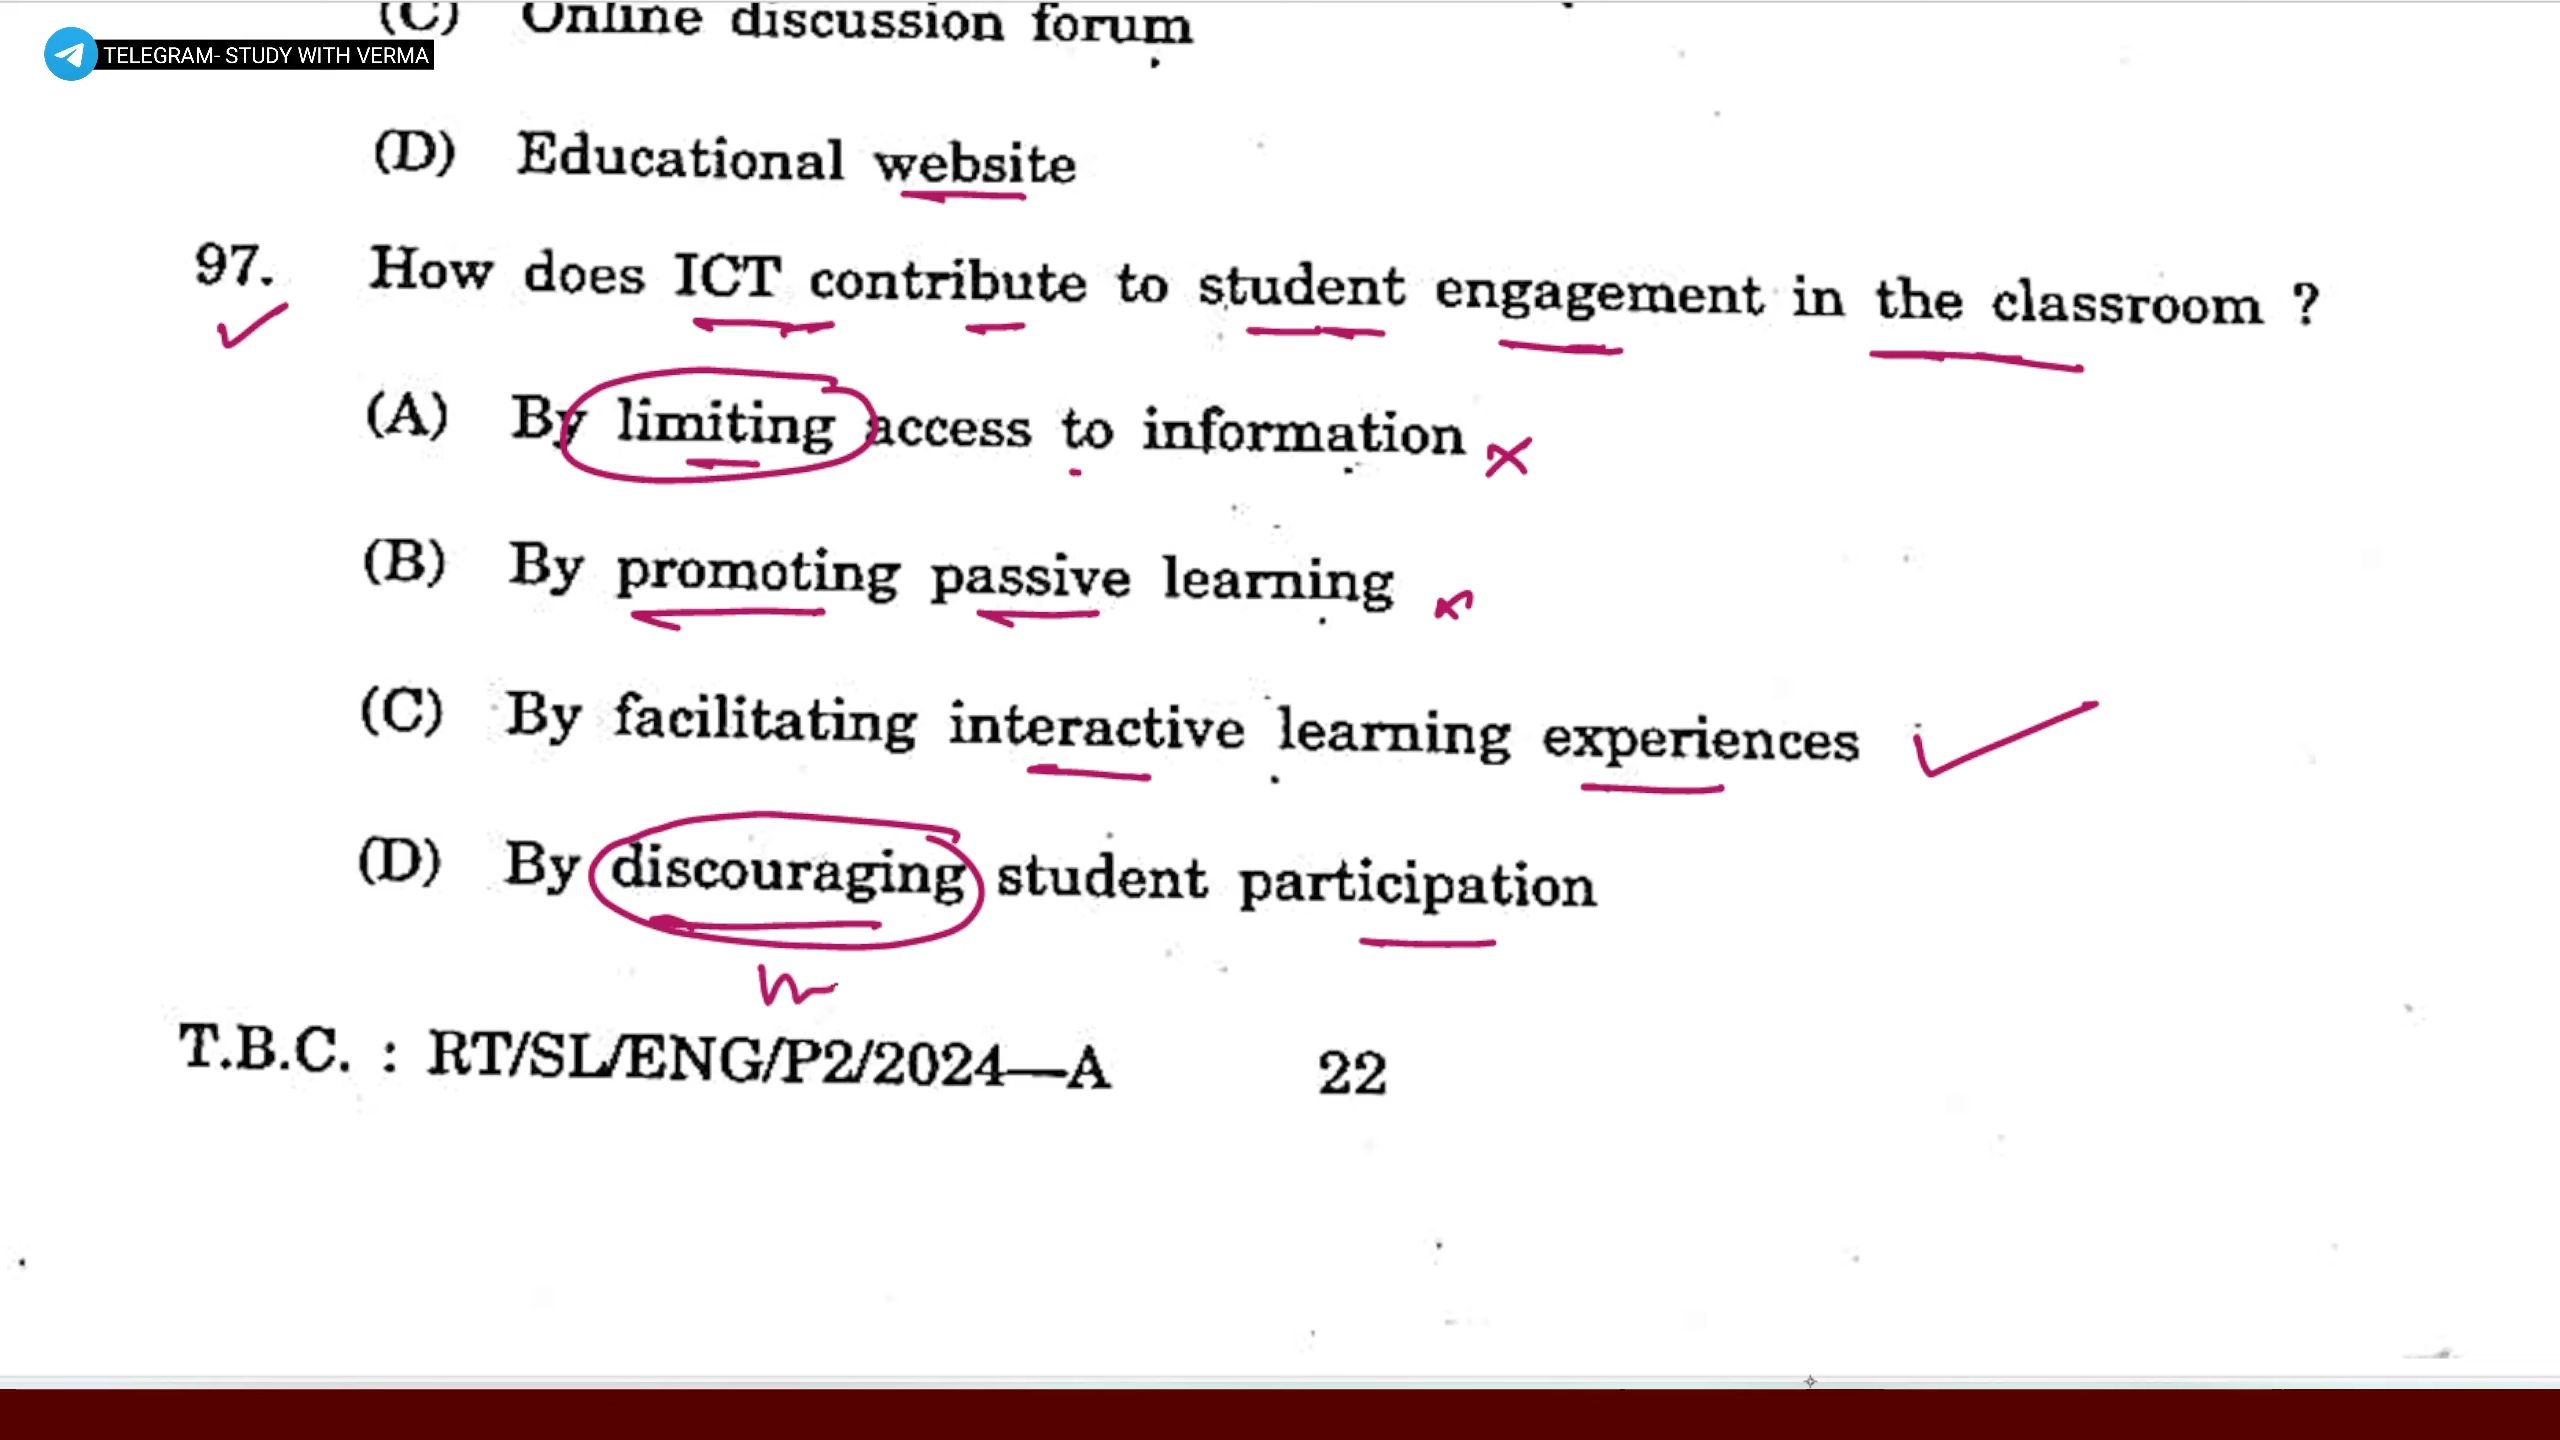 (C) Online discussion forum
TELEGRAM- STUDY WITH VERMA
(D) Educational website
97. How does ICT contribute to student engagement in the classroom ?
(A) By limiting access to information
(B) By promoting passive learning
(C) By facilitating interactive learning experiences
(D) By discouraging student participation
T.B.C. : RT/SL/ENG/P2/2024—A 22